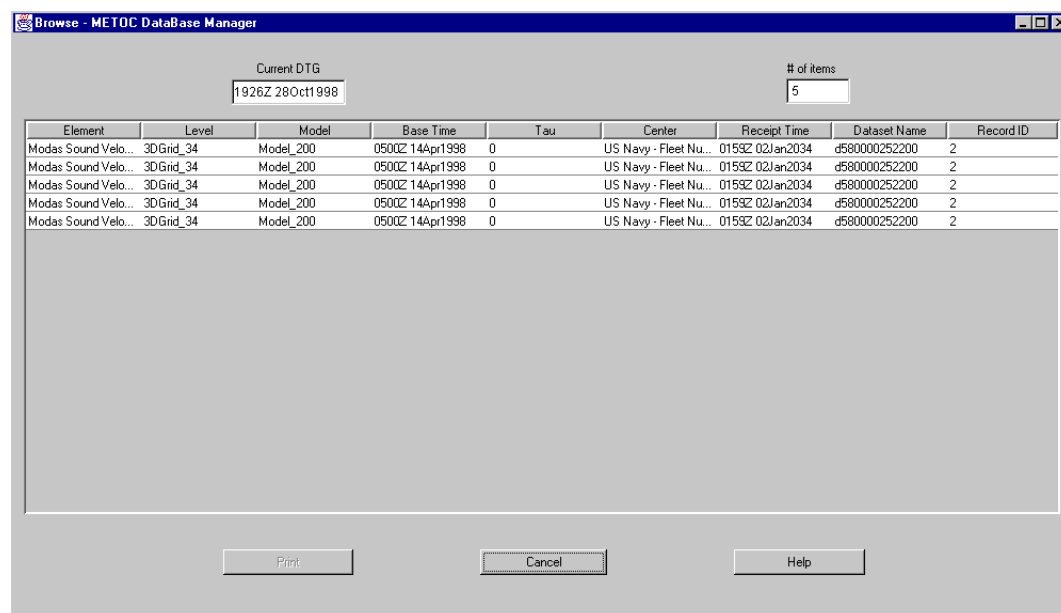 Browse - METOC DataBase Manager
Current DTG # of items
1926Z 28Oct1998 5
Element Level Model Base Time Tau Center Receipt Time Dataset Name Record ID
Modas Sound Velo... 3DGrid_34 Model_200 0500Z 14Apr1998 0 US Navy - Fleet Nu... 0159Z 02Jan2034 d580000252200 2
Modas Sound Velo... 3DGrid_34 Model_200 0500Z 14Apr1998 0 US Navy - Fleet Nu... 0159Z 02Jan2034 d580000252200 2
Modas Sound Velo... 3DGrid_34 Model_200 0500Z 14Apr1998 0 US Navy - Fleet Nu... 0159Z 02Jan2034 d580000252200 2
Modas Sound Velo... 3DGrid_34 Model_200 0500Z 14Apr1998 0 US Navy - Fleet Nu... 0159Z 02Jan2034 d580000252200 2
Modas Sound Velo... 3DGrid_34 Model_200 0500Z 14Apr1998 0 US Navy - Fleet Nu... 0159Z 02Jan2034 d580000252200 2
Print Cancel Help